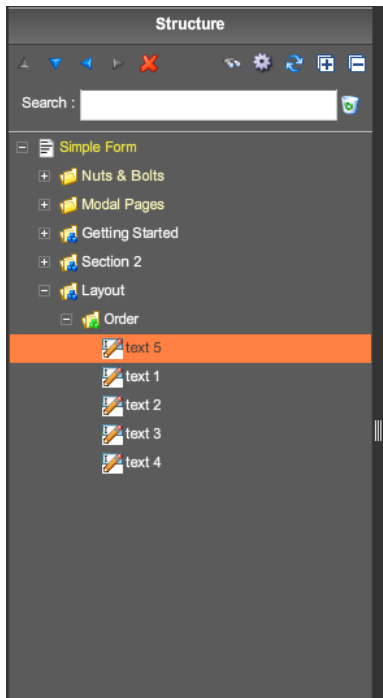 Structure
Search :
Simple Form
Nuts & Bolts
Modal Pages
Getting Started
Section 2
Layout
Order
text 5
text 1
text 2
text 3
text 4